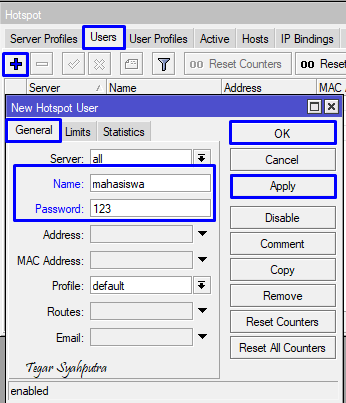 Hotspot
Server Profiles Users User Profiles Active Hosts IP Bindings
00 Reset Counters 00 Reset
Server Name Address MAC
New Hotspot User
General Limits Statistics
Server: all
Name: mahasiswa
Password: 123
Address:
MAC Address:
Profile: default
Routes:
Email:
OK
Cancel
Apply
Disable
Comment
Copy
Remove
Reset Counters
Reset All Counters
Tegar Syahputra
enabled